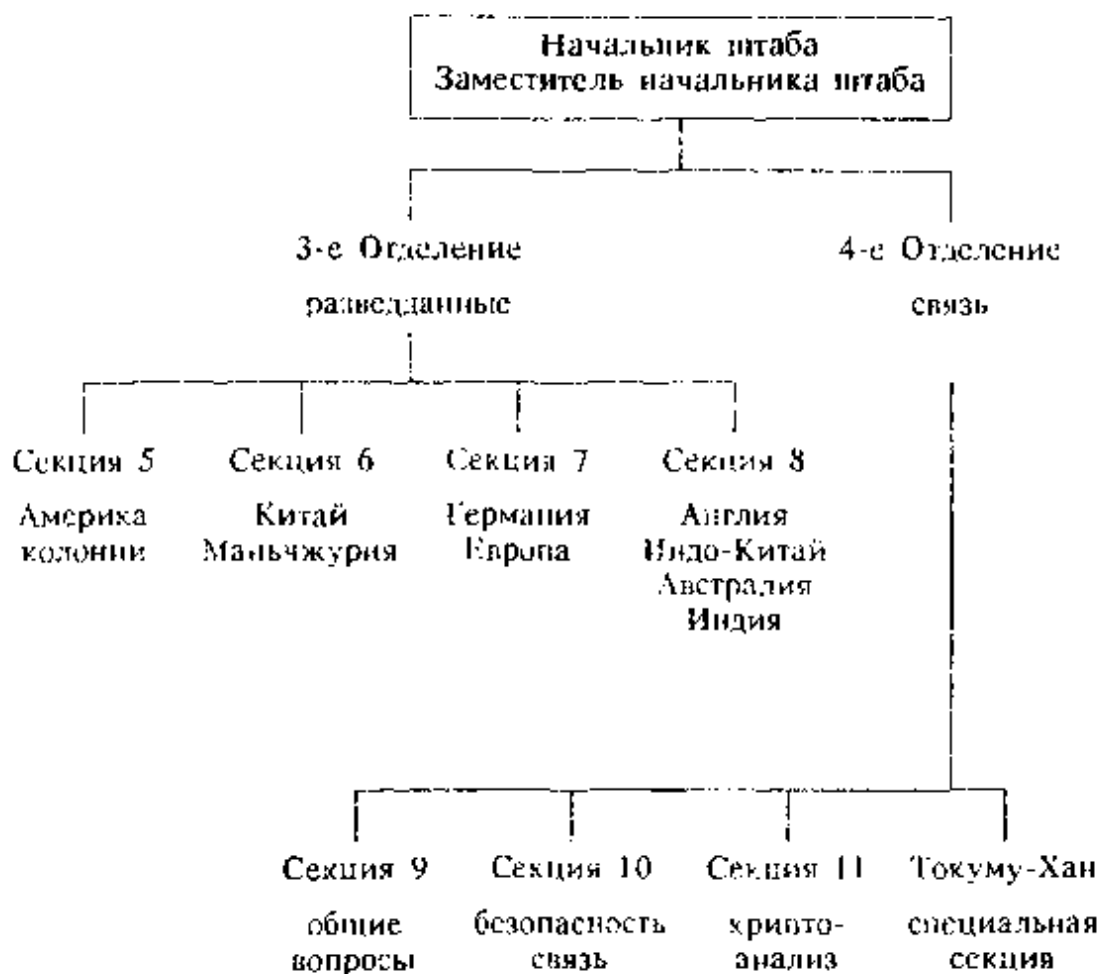 Начальник штаба
Заместитель начальника штаба
3-е Отделение
разведданные
4-е Отделение
связь
Секция 5
Америка
колонии
Секция 6
Китай
Маньчжурия
Секция 7
Германия
Европа
Секция 8
Англия
Индо-Китай
Австралия
Индия
Секция 9
общие
вопросы
Секция 10
безопасность
связь
Секция 11
крипто-
анализ
Токуму-Хан
специальная
секция